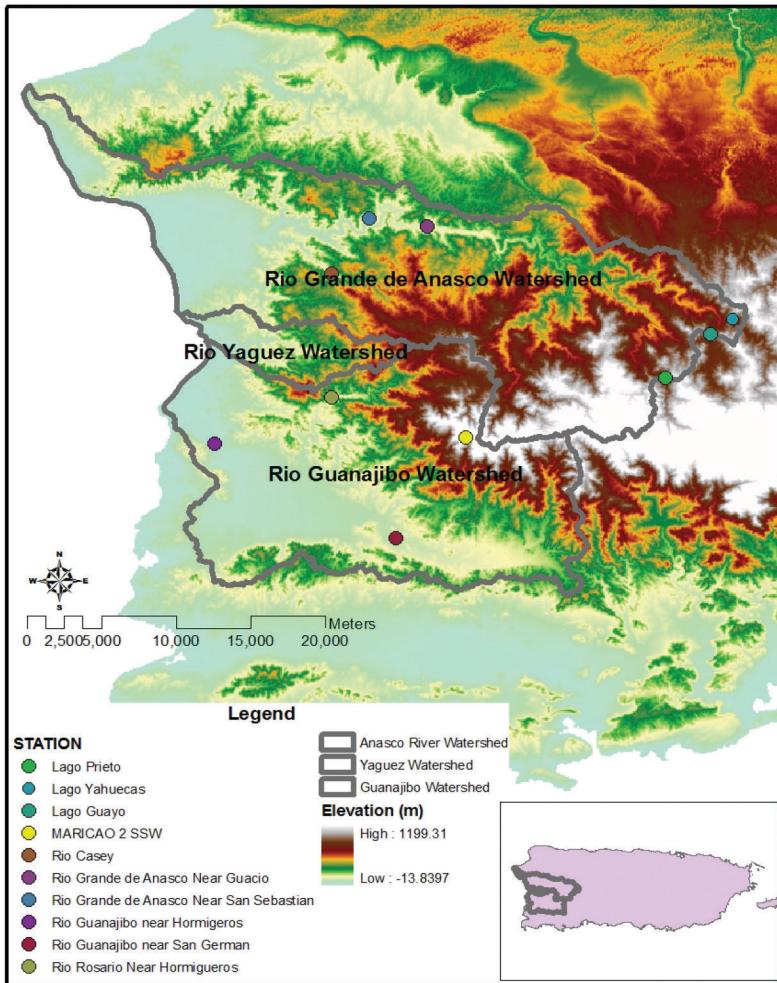 Rio Grande de Anasco Watershed
Rio Yaguez Watershed
Rio Guanajibo Watershed
N
W E
S
Meters
0 2,5005,000 10,000 15,000 20,000
Legend
STATION
Lago Prieto
Lago Yahuecas
Lago Guayo
MARICAO 2 SSW
Rio Casey
Rio Grande de Anasco Near Guacio
Rio Grande de Anasco Near San Sebastian
Rio Guanajibo near Hormigeros
Rio Guanajibo near San German
Rio Rosario Near Hormigueros
Anasco River Watershed
Yaguez Watershed
Guanajibo Watershed
Elevation (m)
High : 1199.31
Low : -13.8397